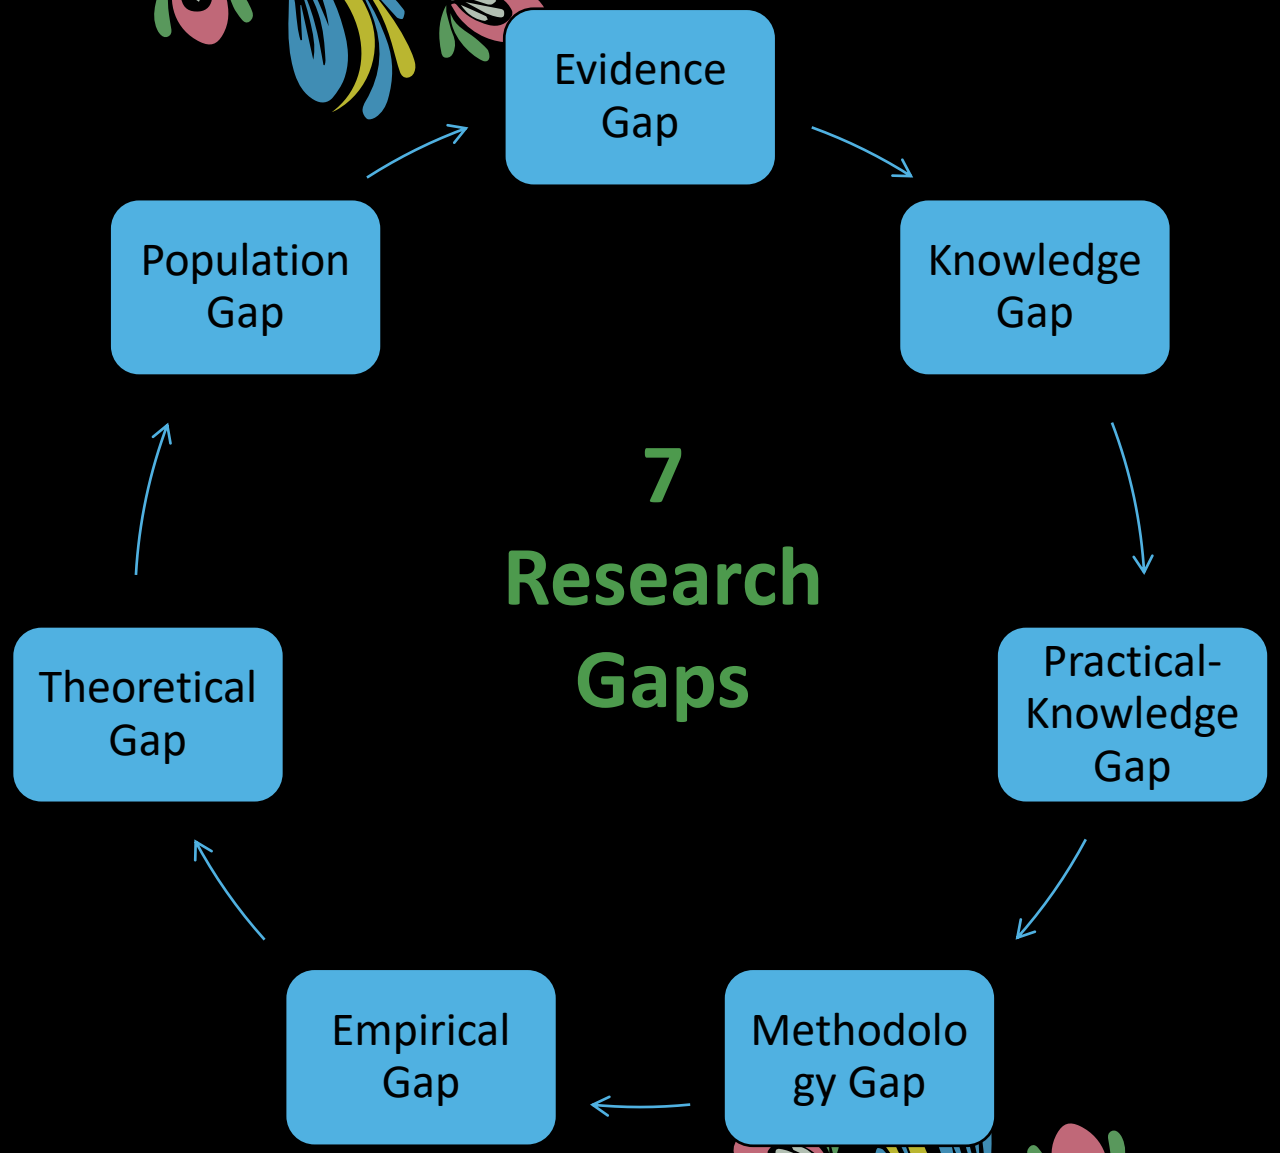 Evidence
Gap
Knowledge
Gap
Practical-
Knowledge
Gap
Methodolo
gy Gap
Empirical
Gap
Theoretical
Gap
Population
Gap
7
Research
Gaps